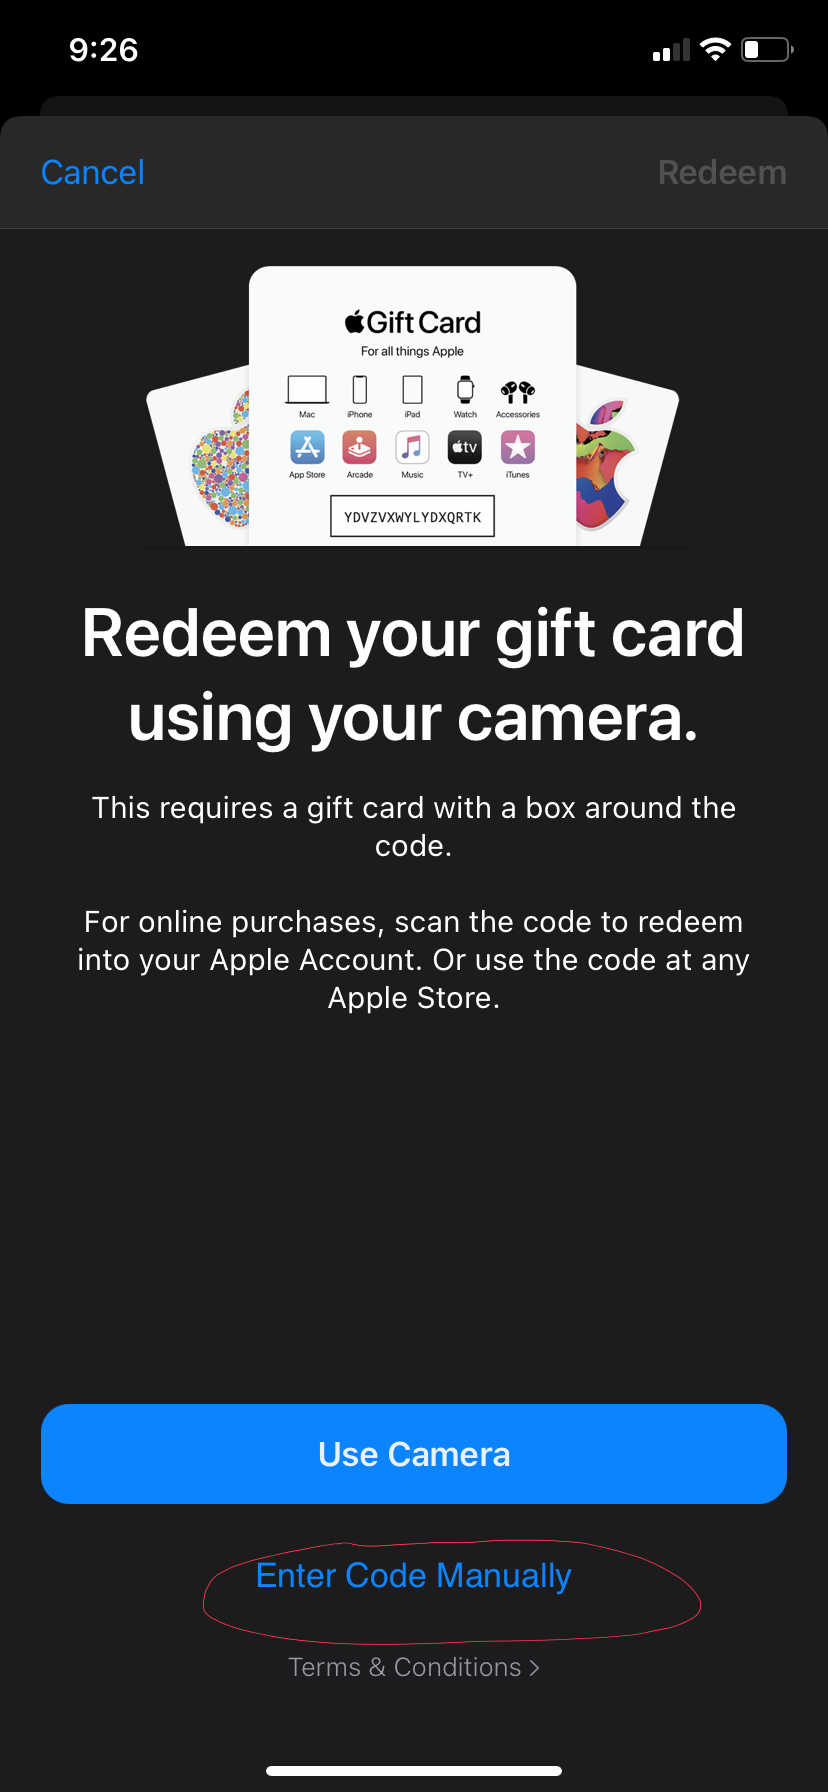 9:26
Cancel
Redeem
Gift Card
For all things Apple
Mac iPhone iPad Watch Accessories
tv
App Store Arcade Music TV+ iTunes
YDVZVXWYLYDXQRTK
Redeem your gift card
using your camera.
This requires a gift card with a box around the
code.
For online purchases, scan the code to redeem
into your Apple Account. Or use the code at any
Apple Store.
Use Camera
Enter Code Manually
Terms & Conditions >